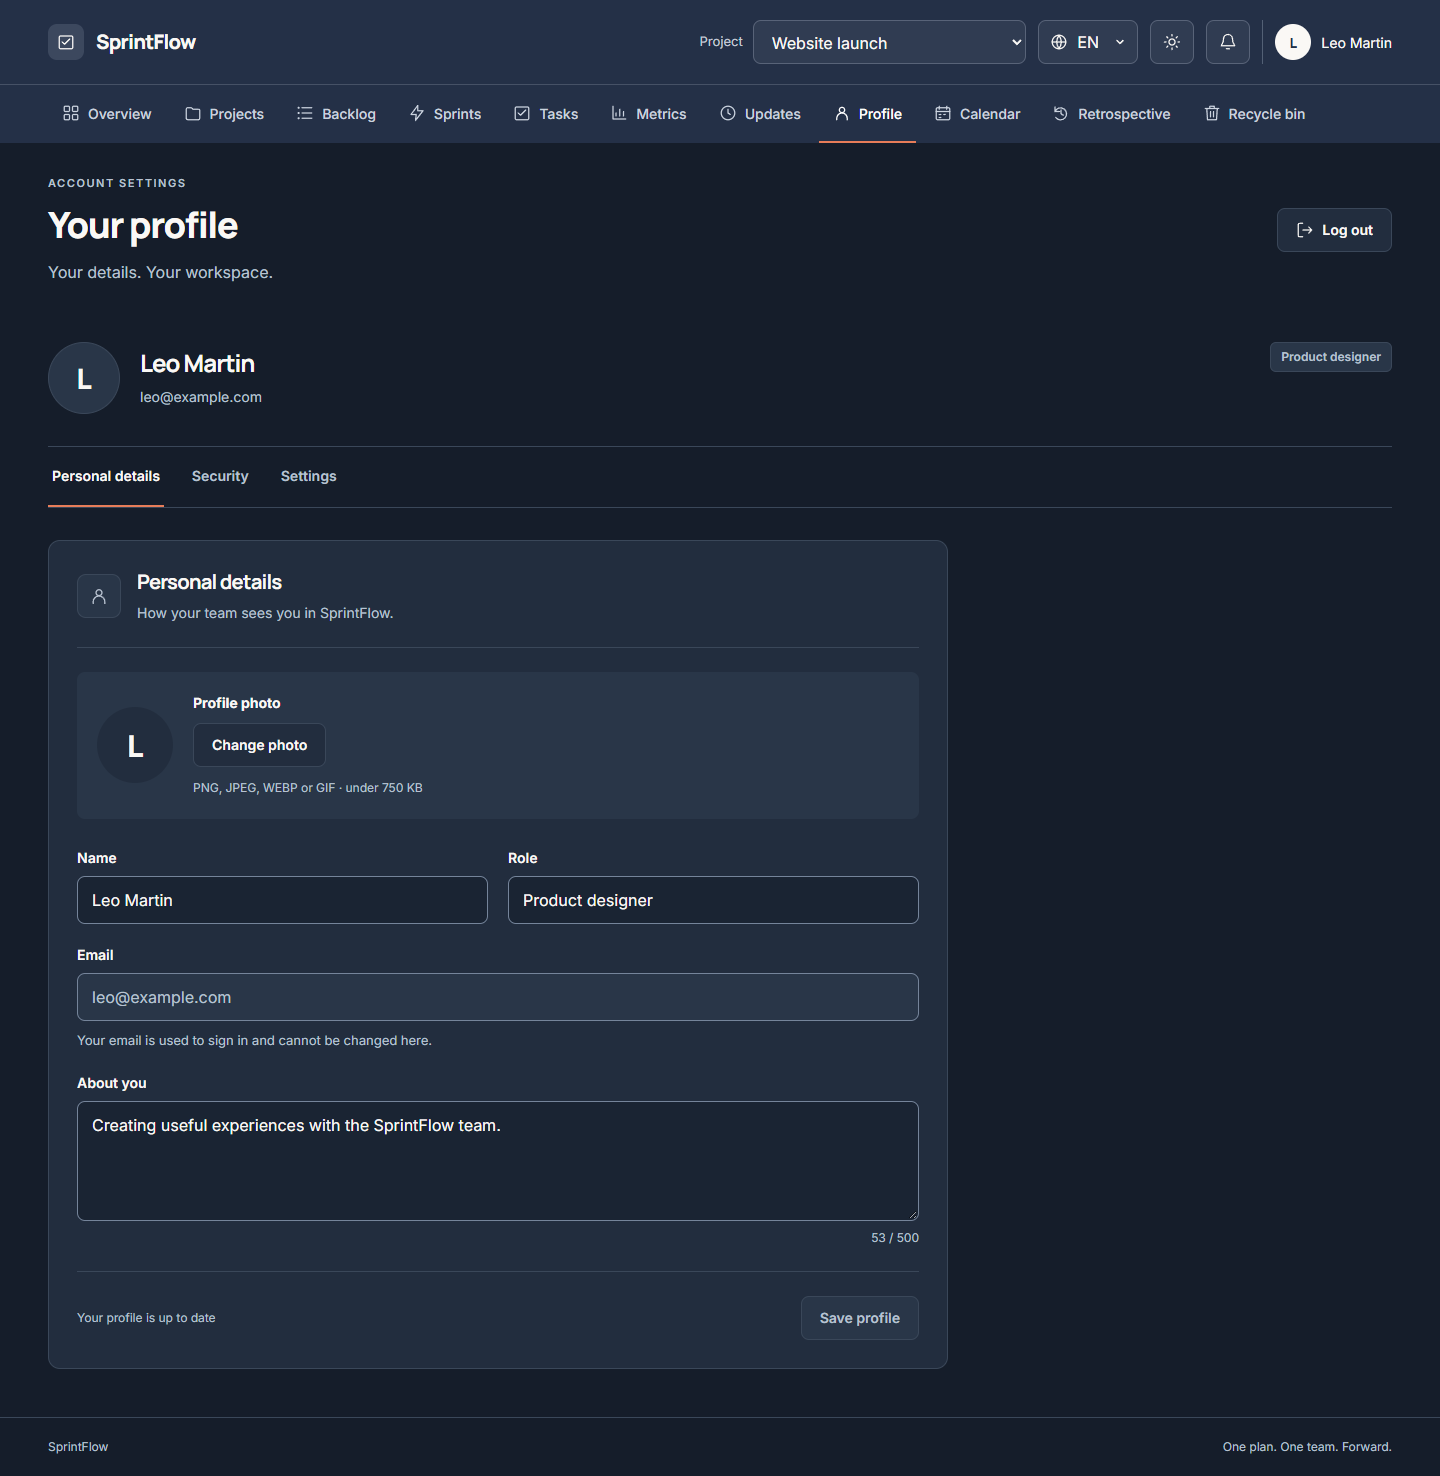 SprintFlow
Project
Website launch
EN
L
Leo Martin
Overview
Projects
Backlog
Sprints
Tasks
Metrics
Updates
Profile
Calendar
Retrospective
Recycle bin
ACCOUNT SETTINGS
Your profile
Your details. Your workspace.
Log out
L
Leo Martin
leo@example.com
Product designer
Personal details
Security
Settings
Personal details
How your team sees you in SprintFlow.
L
Profile photo
Change photo
PNG, JPEG, WEBP or GIF · under 750 KB
Name
Role
Leo Martin
Product designer
Email
leo@example.com
Your email is used to sign in and cannot be changed here.
About you
Creating useful experiences with the SprintFlow team.
53 / 500
Your profile is up to date
Save profile
SprintFlow
One plan. One team. Forward.